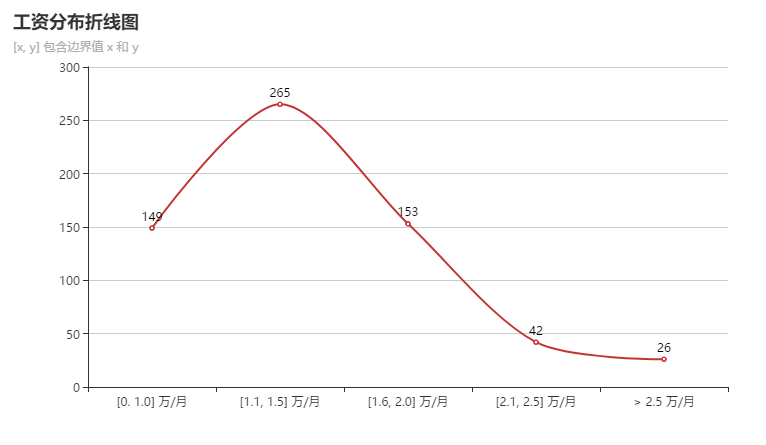 工资分布折线图
[x, y] 包含边界值 x 和 y
300
250
200
150
100
50
0
265
149
153
42
26
[0. 1.0] 万/月
[1.1, 1.5] 万/月
[1.6, 2.0] 万/月
[2.1, 2.5] 万/月
> 2.5 万/月